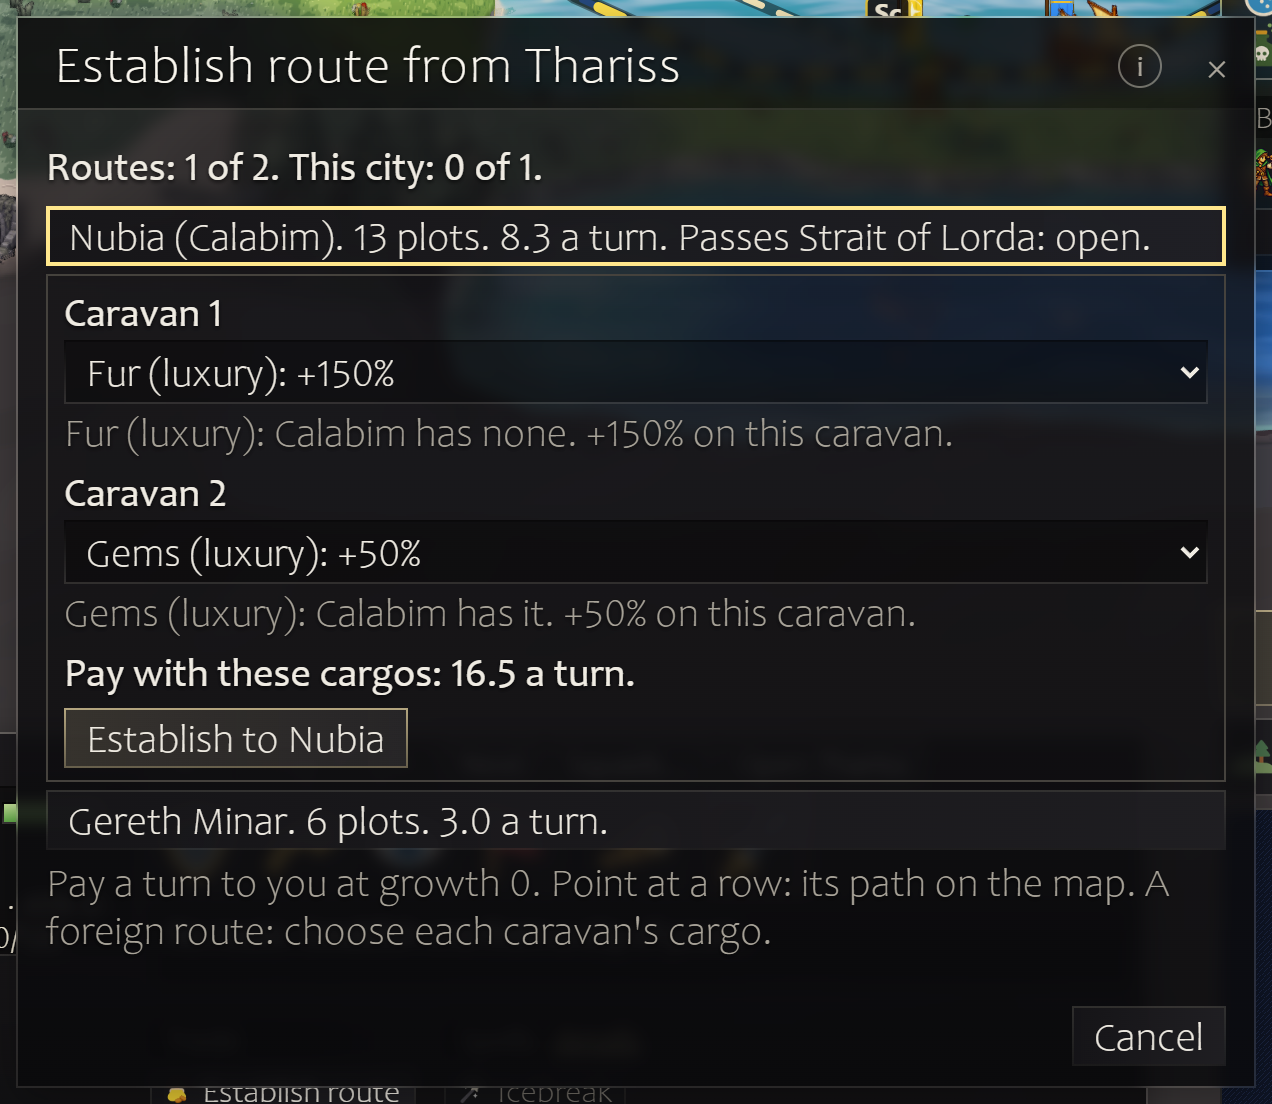 Establish route from Thariss
i
×
Routes: 1 of 2. This city: 0 of 1.
Nubia (Calabim). 13 plots. 8.3 a turn. Passes Strait of Lorda: open.
Caravan 1
Fur (luxury): +150%
Fur (luxury): Calabim has none. +150% on this caravan.
Caravan 2
Gems (luxury): +50%
Gems (luxury): Calabim has it. +50% on this caravan.
Pay with these cargos: 16.5 a turn.
Establish to Nubia
Gereth Minar. 6 plots. 3.0 a turn.
Pay a turn to you at growth 0. Point at a row: its path on the map. A
foreign route: choose each caravan's cargo.
Cancel
Establish route
Icebreak